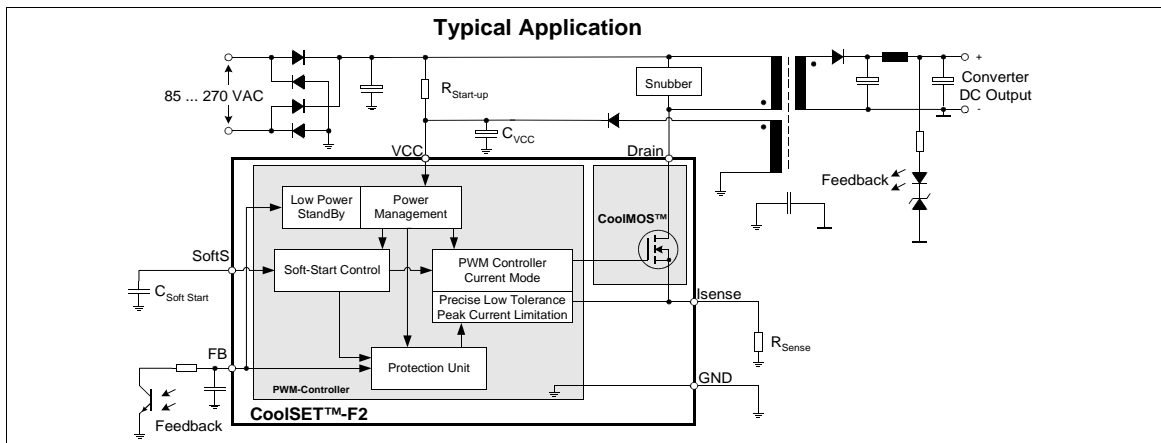 Typical Application
+
Snubber
Converter
DC Output
85 ... 270 VAC
RStart-up
-
CVCC
VCC
Drain
Feedback
Low Power
StandBy
Power
Management
CoolMOS™
SoftS
Soft-Start Control
PWM Controller
Current Mode
CSoft Start
Isense
Precise Low Tolerance
Peak Current Limitation
RSense
FB
Protection Unit
GND
PWM-Controller
CoolSET™-F2
Feedback